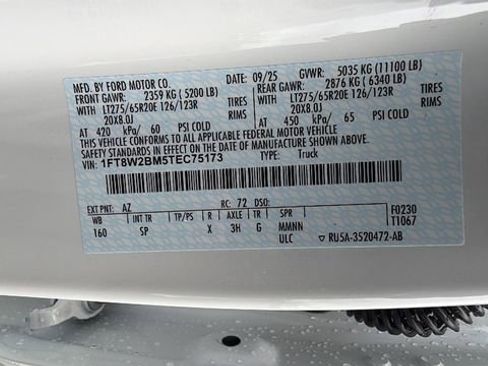 MFD. BY FORD MOTOR CO. DATE: 09/25 GVWR: 5035 KG (11100 LB)
FRONT GAWR: 2359 KG ( 5200 LB) REAR GAWR: 2876 KG ( 6340 LB)
WITH LT275/65R20E 126/123R TIRES WITH LT275/65R20E 126/123R TIRES
20X8.0J RIMS 20X8.0J RIMS
AT 420 kPa/ 60 PSI COLD AT 450 kPa/ 65 PSI COLD
THIS VEHICLE CONFORMS TO ALL APPLICABLE FEDERAL MOTOR VEHICLE SAFETY
STANDARDS IN EFFECT ON THE DATE OF MANUFACTURE SHOWN ABOVE.
VIN: 1FT8W2BM5TEC75173 TYPE: Truck
EXT PNT: AZ RC: 72 DSO:
WB INT TR TP/PS R AXLE TR SPR F0230
160 SP X 3H G MMNN T1067
ULC ▽ RU5A-3520472-AB